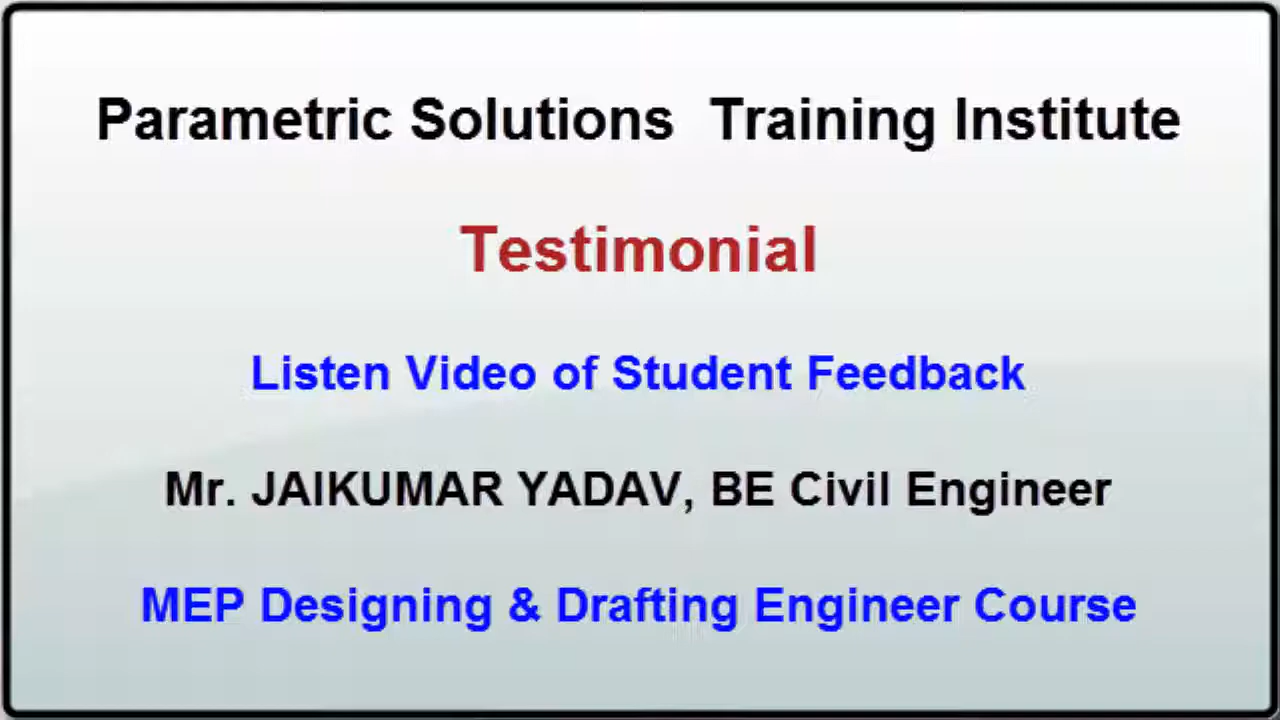 Parametric Solutions Training Institute
Testimonial
Listen Video of Student Feedback
Mr. JAIKUMAR YADAV, BE Civil Engineer
MEP Designing & Drafting Engineer Course